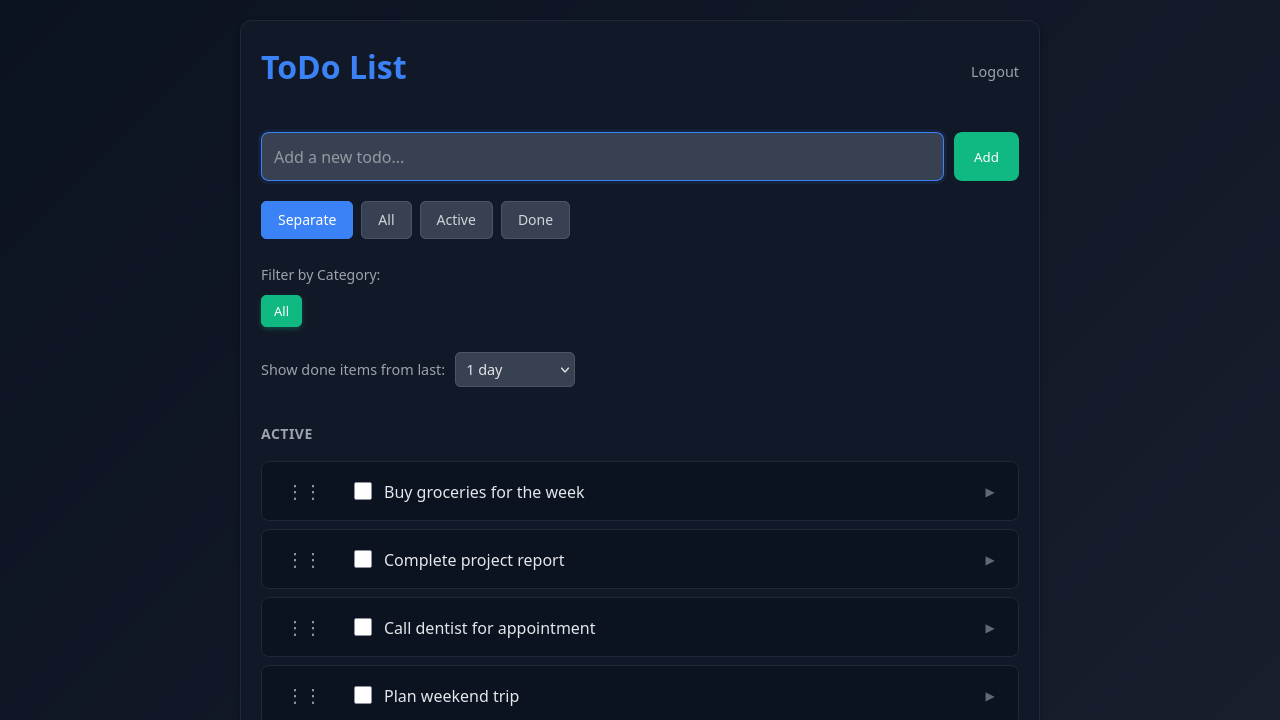 ToDo List
Logout
Add a new todo...
Add
Separate
All
Active
Done
Filter by Category:
All
Show done items from last:
1 day
ACTIVE
Buy groceries for the week
Complete project report
Call dentist for appointment
Plan weekend trip